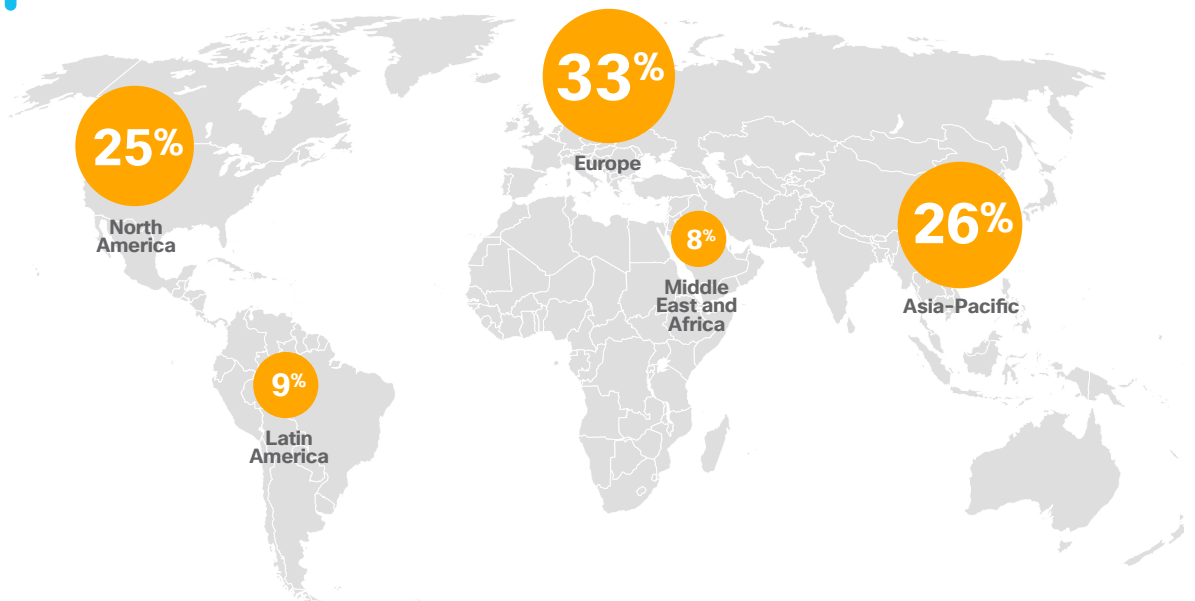 33%
Europe
25%
North
America
26%
Asia-Pacific
8%
Middle
East and
Africa
9%
Latin
America